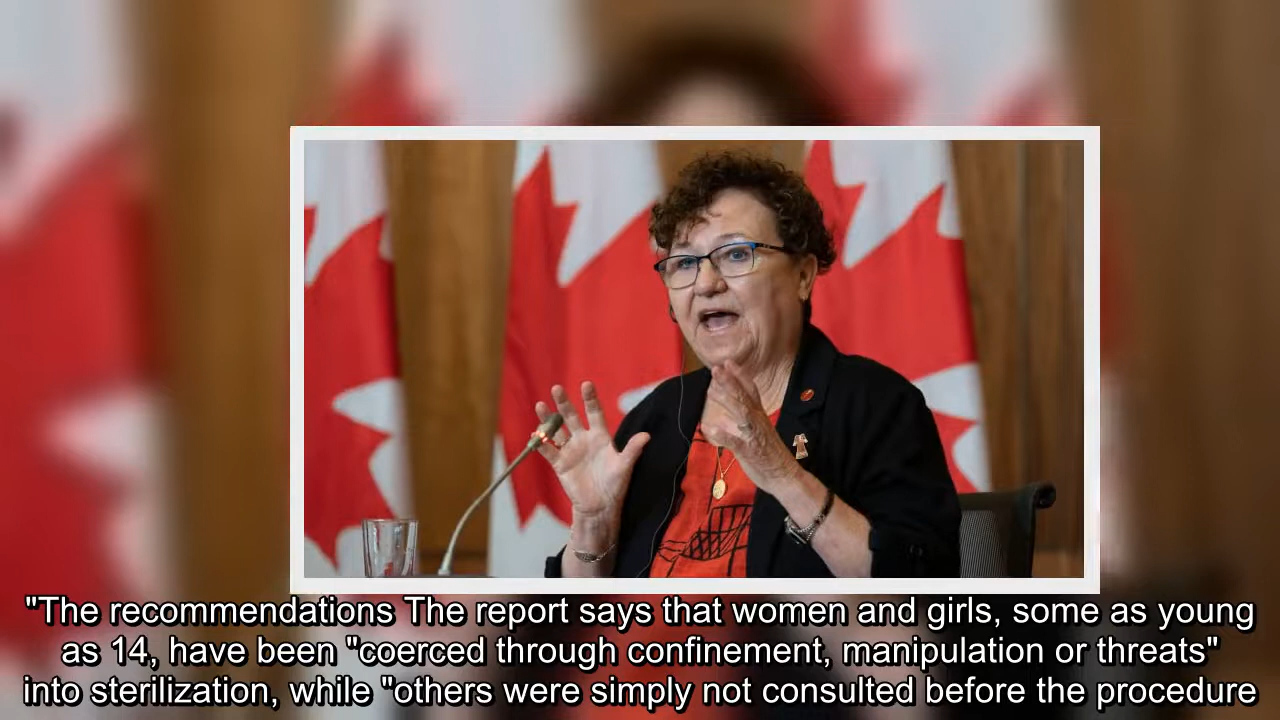 "The recommendations The report says that women and girls, some as young
as 14, have been "coerced through confinement, manipulation or threats"
into sterilization, while "others were simply not consulted before the procedure